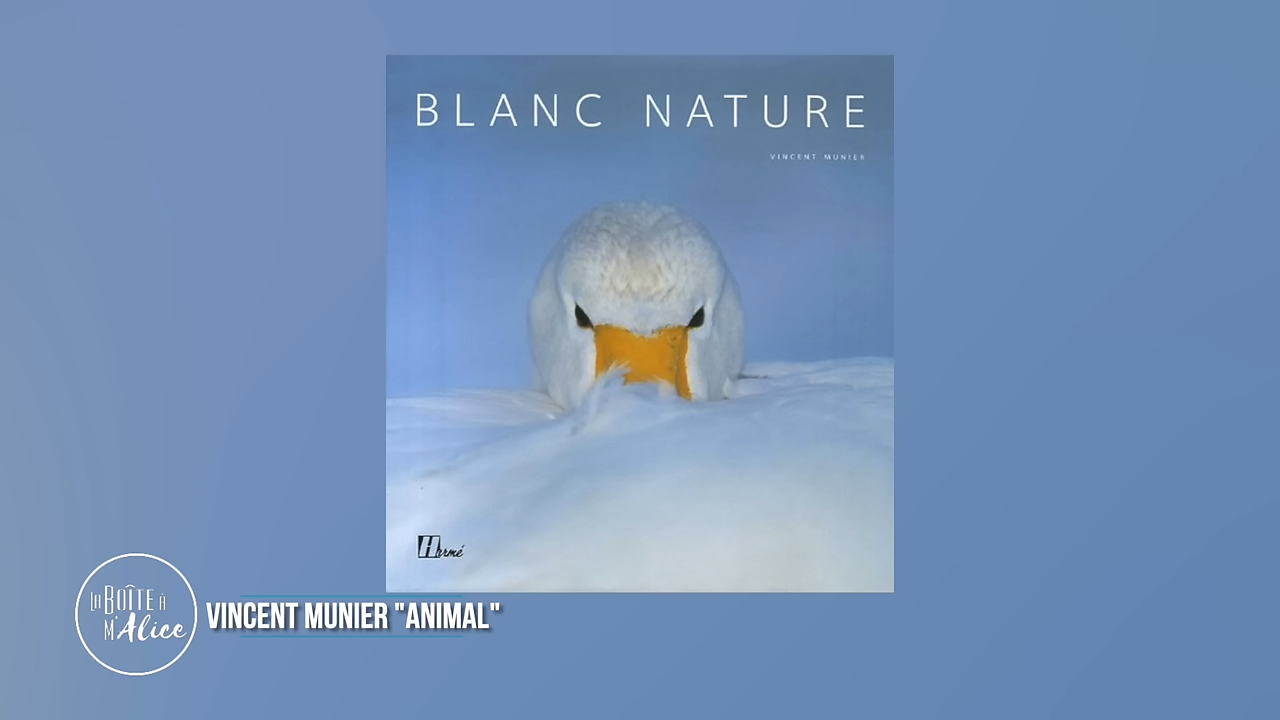 BLANC NATURE
VINCENT MUNIER
Hermé
LA BOÎTE À
M'Alice
VINCENT MUNIER "ANIMAL"